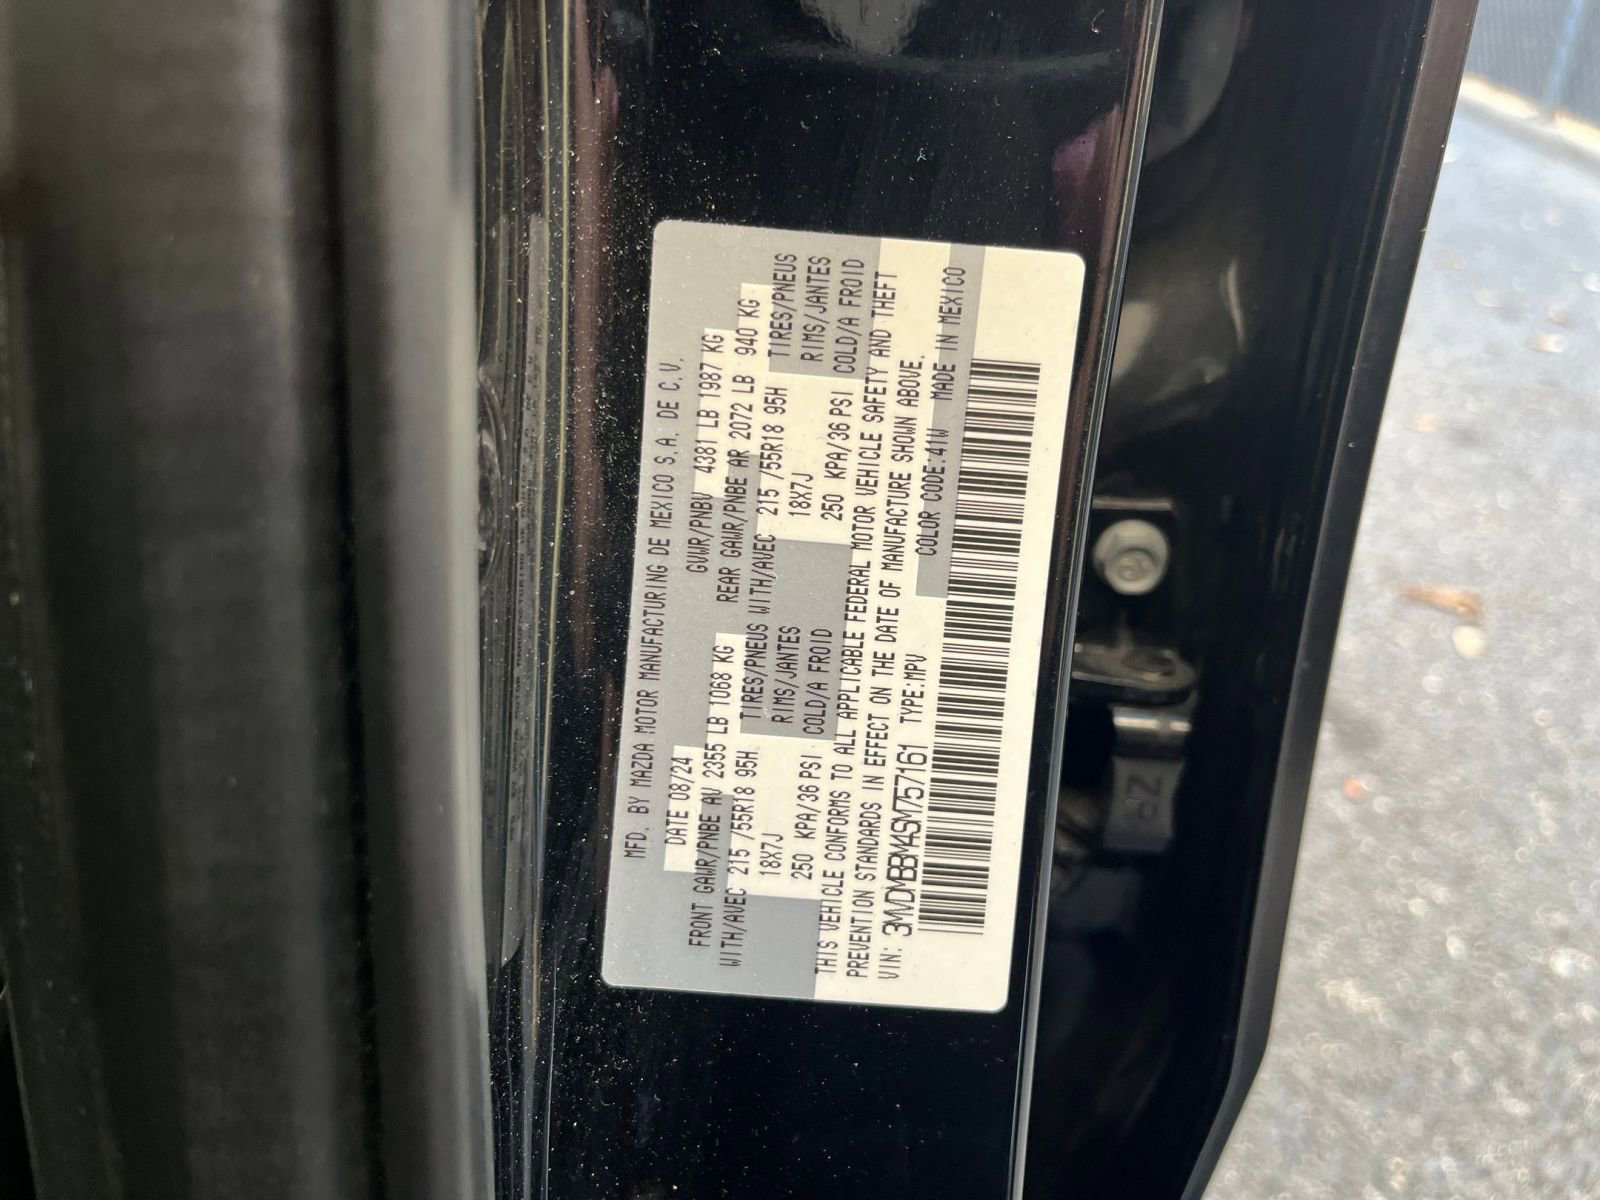 MFD. BY MAZDA MOTOR MANUFACTURING DE MEXICO S.A. DE C.V.
DATE 08/24 GVWR/PNBV 4381 LB 1987 KG
FRONT GAWR/PNBE AV 2355 LB 1068 KG REAR GAWR/PNBE AR 2072 LB 940 KG
WITH/AVEC 215 /55R18 95H TIRES/PNEUS WITH/AVEC 215 /55R18 95H TIRES/PNEUS
18X7J RIMS/JANTES 18X7J RIMS/JANTES
250 KPA/36 PSI COLD/A FROID 250 KPA/36 PSI COLD/A FROID
THIS VEHICLE CONFORMS TO ALL APPLICABLE FEDERAL MOTOR VEHICLE SAFETY AND THEFT
PREVENTION STANDARDS IN EFFECT ON THE DATE OF MANUFACTURE SHOWN ABOVE.
VIN: 3MVDMBBM4SM757161 TYPE:MPV COLOR CODE:41W MADE IN MEXICO